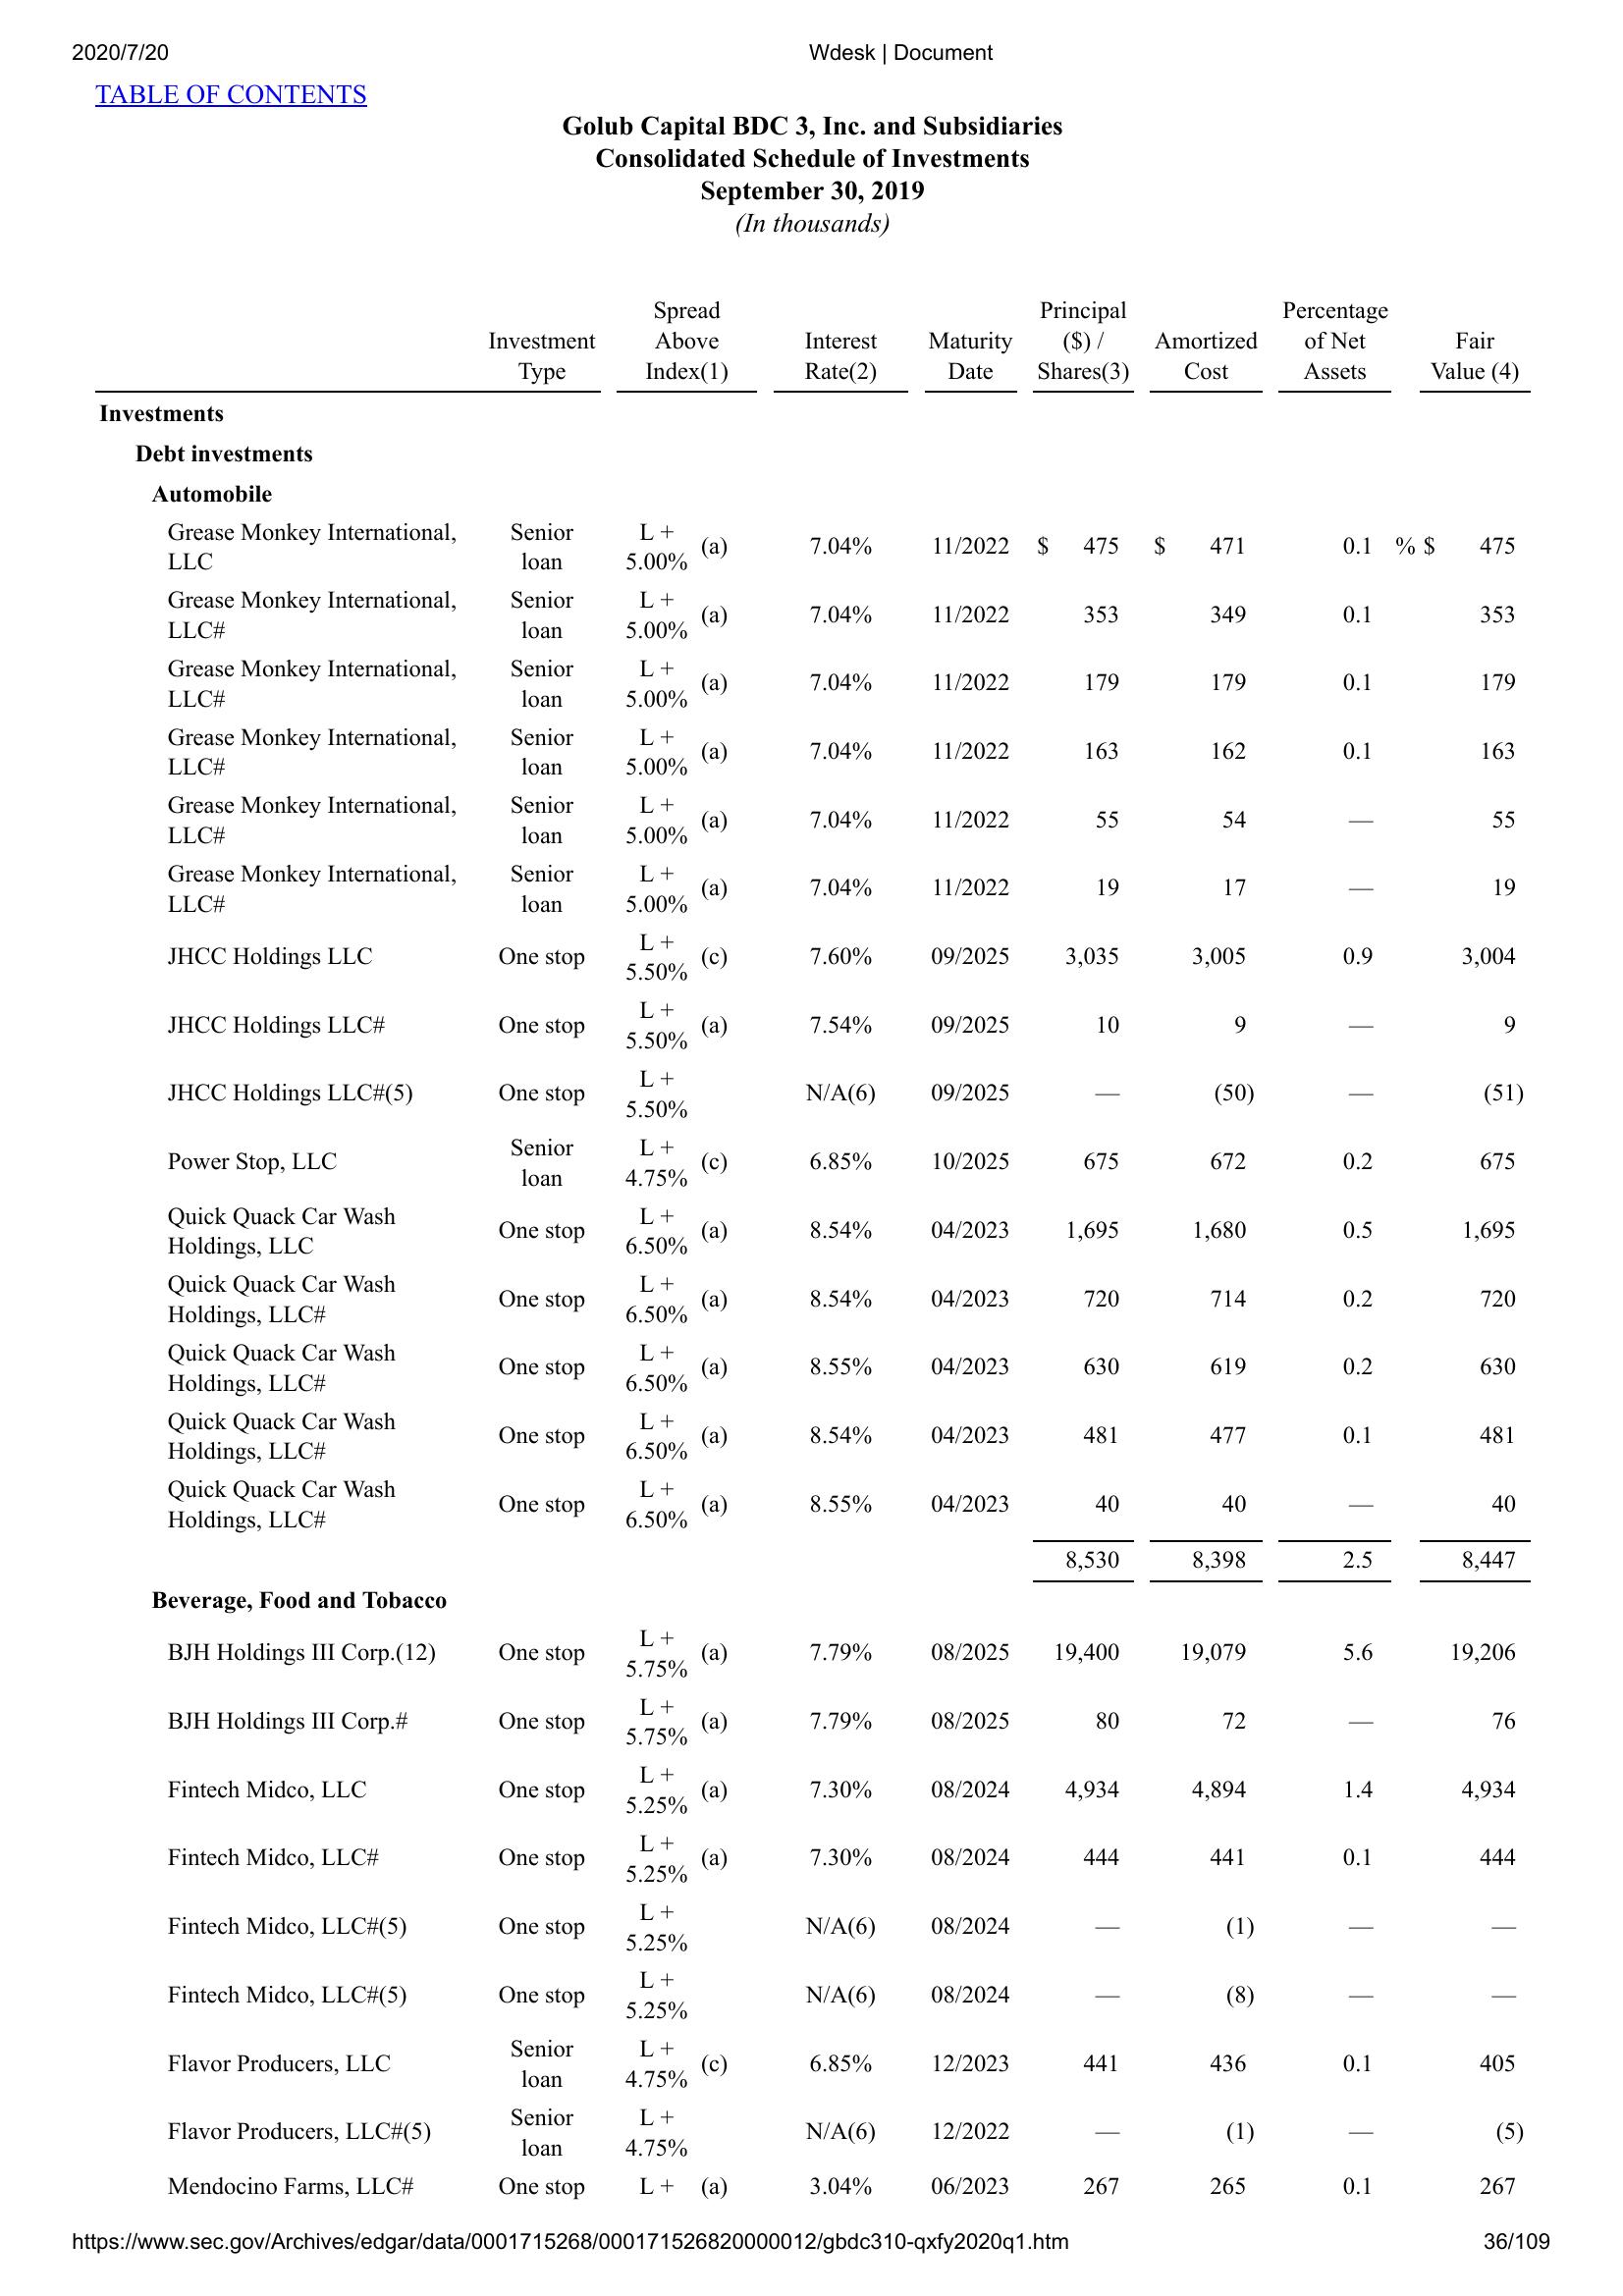 2020/7/20 Wdesk | Document
TABLE OF CONTENTS
Golub Capital BDC 3, Inc. and Subsidiaries
Consolidated Schedule of Investments
September 30, 2019
(In thousands)
Investment Type Spread Above Index(1) Interest Rate(2) Maturity Date Principal ($) / Shares(3) Amortized Cost Percentage of Net Assets Fair Value (4)
Investments
Debt investments
Automobile
Grease Monkey International, LLC Senior loan L + 5.00% (a) 7.04% 11/2022 $ 475 $ 471 0.1 % $ 475
Grease Monkey International, LLC# Senior loan L + 5.00% (a) 7.04% 11/2022 353 349 0.1 353
Grease Monkey International, LLC# Senior loan L + 5.00% (a) 7.04% 11/2022 179 179 0.1 179
Grease Monkey International, LLC# Senior loan L + 5.00% (a) 7.04% 11/2022 163 162 0.1 163
Grease Monkey International, LLC# Senior loan L + 5.00% (a) 7.04% 11/2022 55 54 — 55
Grease Monkey International, LLC# Senior loan L + 5.00% (a) 7.04% 11/2022 19 17 — 19
JHCC Holdings LLC One stop L + 5.50% (c) 7.60% 09/2025 3,035 3,005 0.9 3,004
JHCC Holdings LLC# One stop L + 5.50% (a) 7.54% 09/2025 10 9 — 9
JHCC Holdings LLC#(5) One stop L + 5.50% N/A(6) 09/2025 — (50) — (51)
Power Stop, LLC Senior loan L + 4.75% (c) 6.85% 10/2025 675 672 0.2 675
Quick Quack Car Wash Holdings, LLC One stop L + 6.50% (a) 8.54% 04/2023 1,695 1,680 0.5 1,695
Quick Quack Car Wash Holdings, LLC# One stop L + 6.50% (a) 8.54% 04/2023 720 714 0.2 720
Quick Quack Car Wash Holdings, LLC# One stop L + 6.50% (a) 8.55% 04/2023 630 619 0.2 630
Quick Quack Car Wash Holdings, LLC# One stop L + 6.50% (a) 8.54% 04/2023 481 477 0.1 481
Quick Quack Car Wash Holdings, LLC# One stop L + 6.50% (a) 8.55% 04/2023 40 40 — 40
8,530 8,398 2.5 8,447
Beverage, Food and Tobacco
BJH Holdings III Corp.(12) One stop L + 5.75% (a) 7.79% 08/2025 19,400 19,079 5.6 19,206
BJH Holdings III Corp.# One stop L + 5.75% (a) 7.79% 08/2025 80 72 — 76
Fintech Midco, LLC One stop L + 5.25% (a) 7.30% 08/2024 4,934 4,894 1.4 4,934
Fintech Midco, LLC# One stop L + 5.25% (a) 7.30% 08/2024 444 441 0.1 444
Fintech Midco, LLC#(5) One stop L + 5.25% N/A(6) 08/2024 — (1) — —
Fintech Midco, LLC#(5) One stop L + 5.25% N/A(6) 08/2024 — (8) — —
Flavor Producers, LLC Senior loan L + 4.75% (c) 6.85% 12/2023 441 436 0.1 405
Flavor Producers, LLC#(5) Senior loan L + 4.75% N/A(6) 12/2022 — (1) — (5)
Mendocino Farms, LLC# One stop L + (a) 3.04% 06/2023 267 265 0.1 267
https://www.sec.gov/Archives/edgar/data/0001715268/000171526820000012/gbdc310-qxfy2020q1.htm 36/109